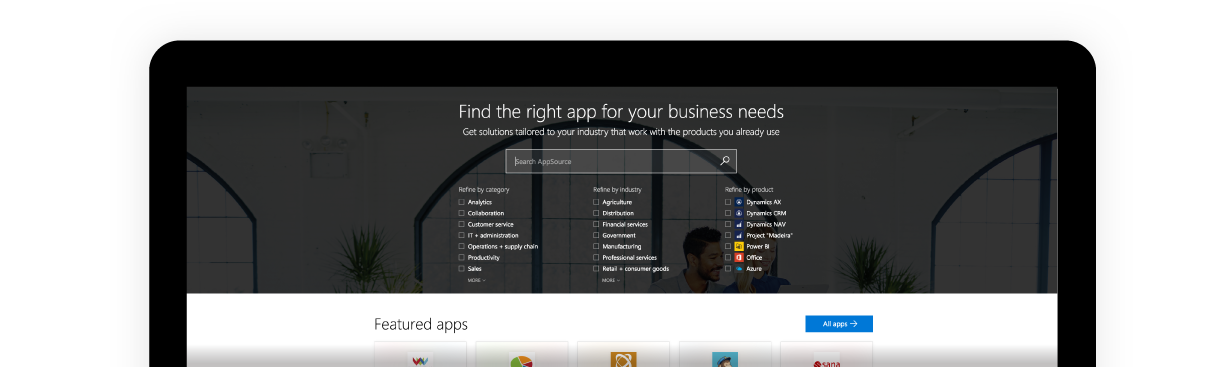 Find the right app for your business needs
Get solutions tailored to your industry that work with the products you already use
Search AppSource
Refine by category
Analytics
Collaboration
Customer service
IT + administration
Operations + supply chain
Productivity
Sales
MORE
Refine by industry
Agriculture
Distribution
Financial services
Government
Manufacturing
Professional services
Retail + consumer goods
MORE
Refine by product
Dynamics AX
Dynamics CRM
Dynamics NAV
Project "Madeira"
Power BI
Office
Azure
Featured apps
All apps →
sana